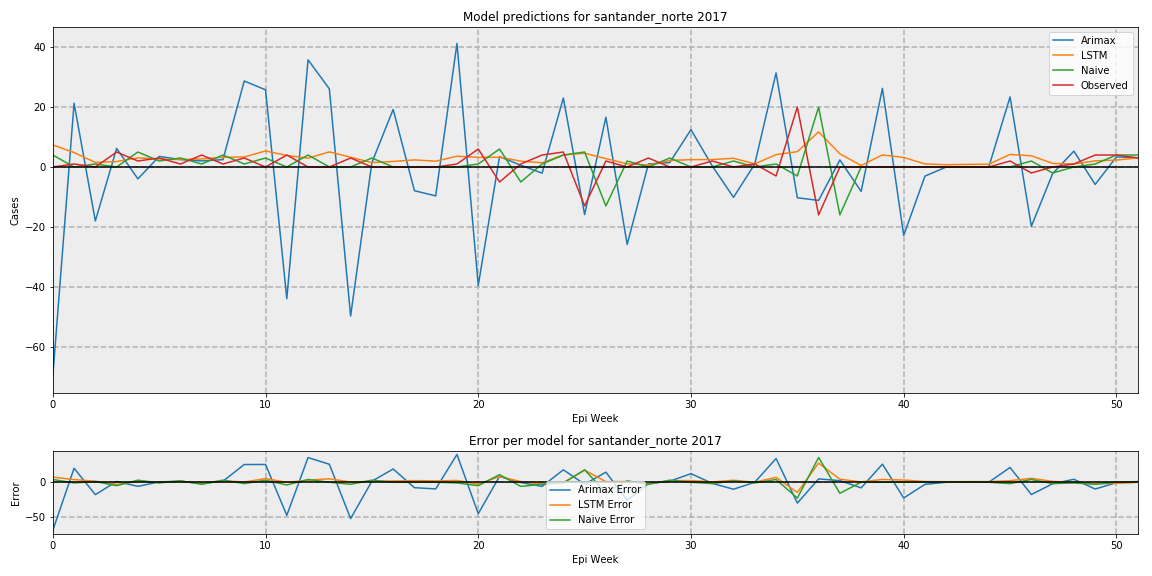 Model predictions for santander_norte 2017
Arimax
LSTM
Naive
Observed
Cases
40
20
0
−20
−40
−60
0 10 20 30 40 50
Epi Week
Error per model for santander_norte 2017
Error
0
−50
Arimax Error
LSTM Error
Naive Error
0 10 20 30 40 50
Epi Week